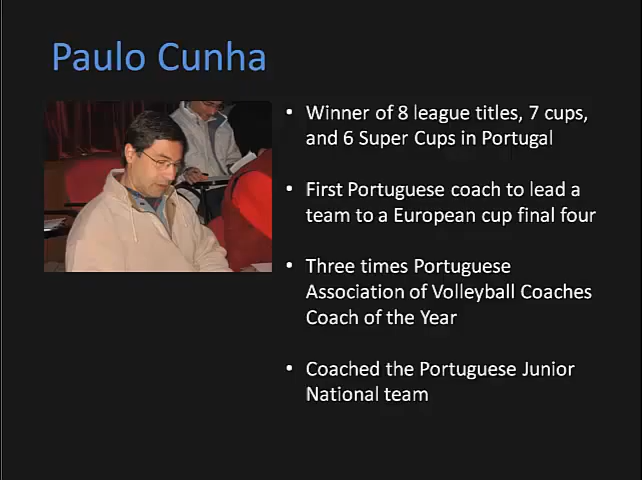 Paulo Cunha
• Winner of 8 league titles, 7 cups,
and 6 Super Cups in Portugal
• First Portuguese coach to lead a
team to a European cup final four
• Three times Portuguese
Association of Volleyball Coaches
Coach of the Year
• Coached the Portuguese Junior
National team